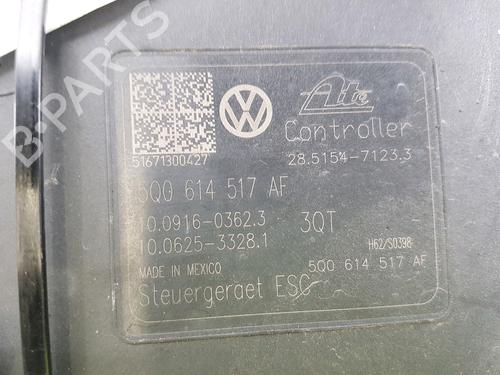 B-PARTS
Ate
51671300427
Controller
28.5154-7123.3
5Q0 614 517 AF
10.0916-0362.3
3QT
10.0625-3328.1
H62/S0398
MADE IN MEXICO
5Q0 614 517 AF
Steuergeraet ESC